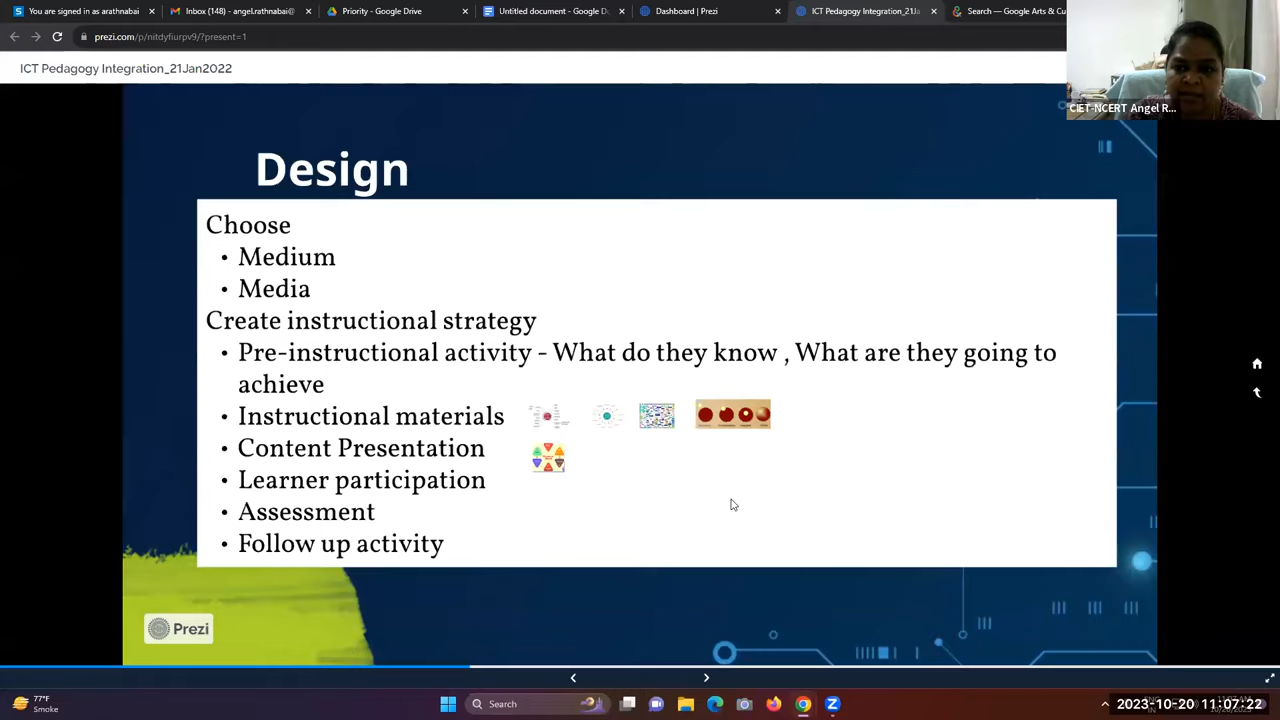 You are signed in as arathnabai
Inbox (148) - angel.rathnabai@
Priority - Google Drive
Untitled document - Google D
Dashboard | Prezi
ICT Pedagogy Integration_21Ja
Search — Google Arts & Cu
prezi.com/p/nitdyfiurpv9/?present=1
ICT Pedagogy Integration_21Jan2022
CIET-NCERT Angel R...
Design
Choose
• Medium
• Media
Create instructional strategy
• Pre-instructional activity - What do they know , What are they going to
achieve
• Instructional materials
• Content Presentation
• Learner participation
• Assessment
• Follow up activity
Prezi
77°F
Smoke
Search
2023-10-20 11:07:22